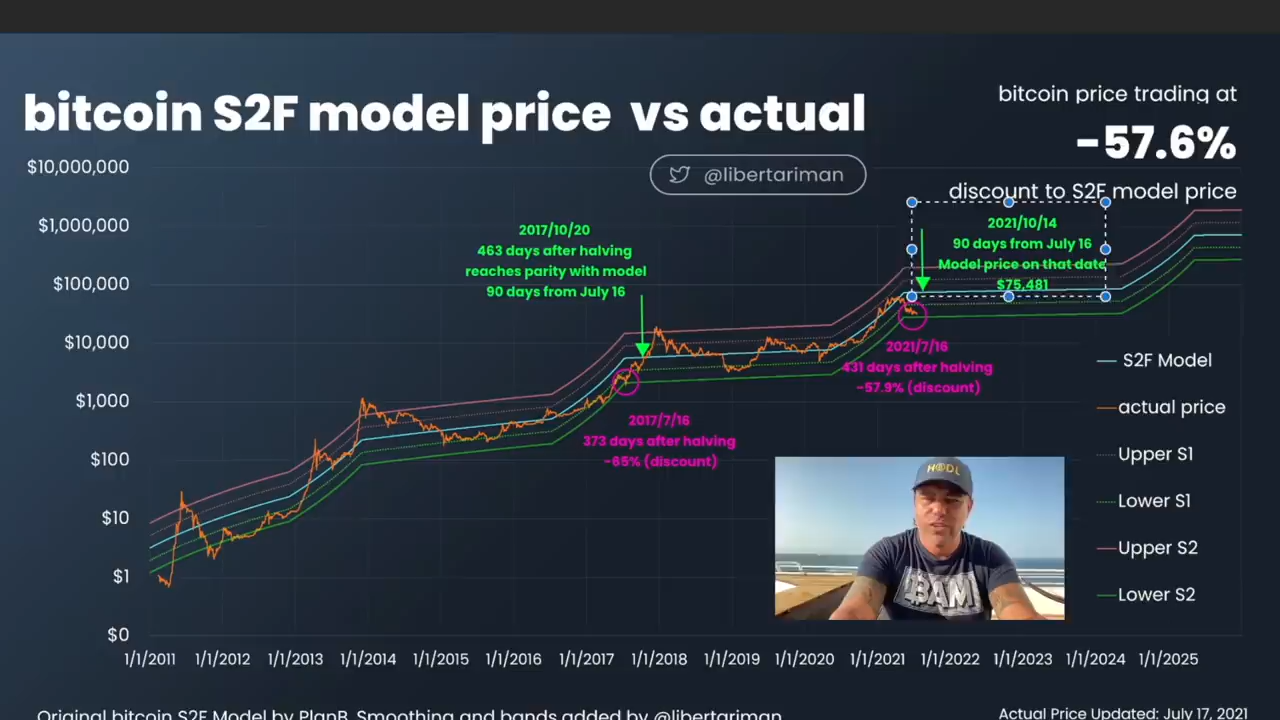 bitcoin S2F model price vs actual
bitcoin price trading at
-57.6%
discount to S2F model price
@libertariman
$10,000,000
$1,000,000
$100,000
$10,000
$1,000
$100
$10
$1
$0
2017/10/20
463 days after halving
reaches parity with model
90 days from July 16
2021/10/14
90 days from July 16
Model price on that date
$75,481
2021/7/16
431 days after halving
-57.9% (discount)
2017/7/16
373 days after halving
-65% (discount)
S2F Model
actual price
Upper S1
Lower S1
Upper S2
Lower S2
HODL
BAM
1/1/2011 1/1/2012 1/1/2013 1/1/2014 1/1/2015 1/1/2016 1/1/2017 1/1/2018 1/1/2019 1/1/2020 1/1/2021 1/1/2022 1/1/2023 1/1/2024 1/1/2025
Original bitcoin S2F Model by PlanB. Smoothing and bands added by @libertariman
Actual Price Updated: July 17, 2021